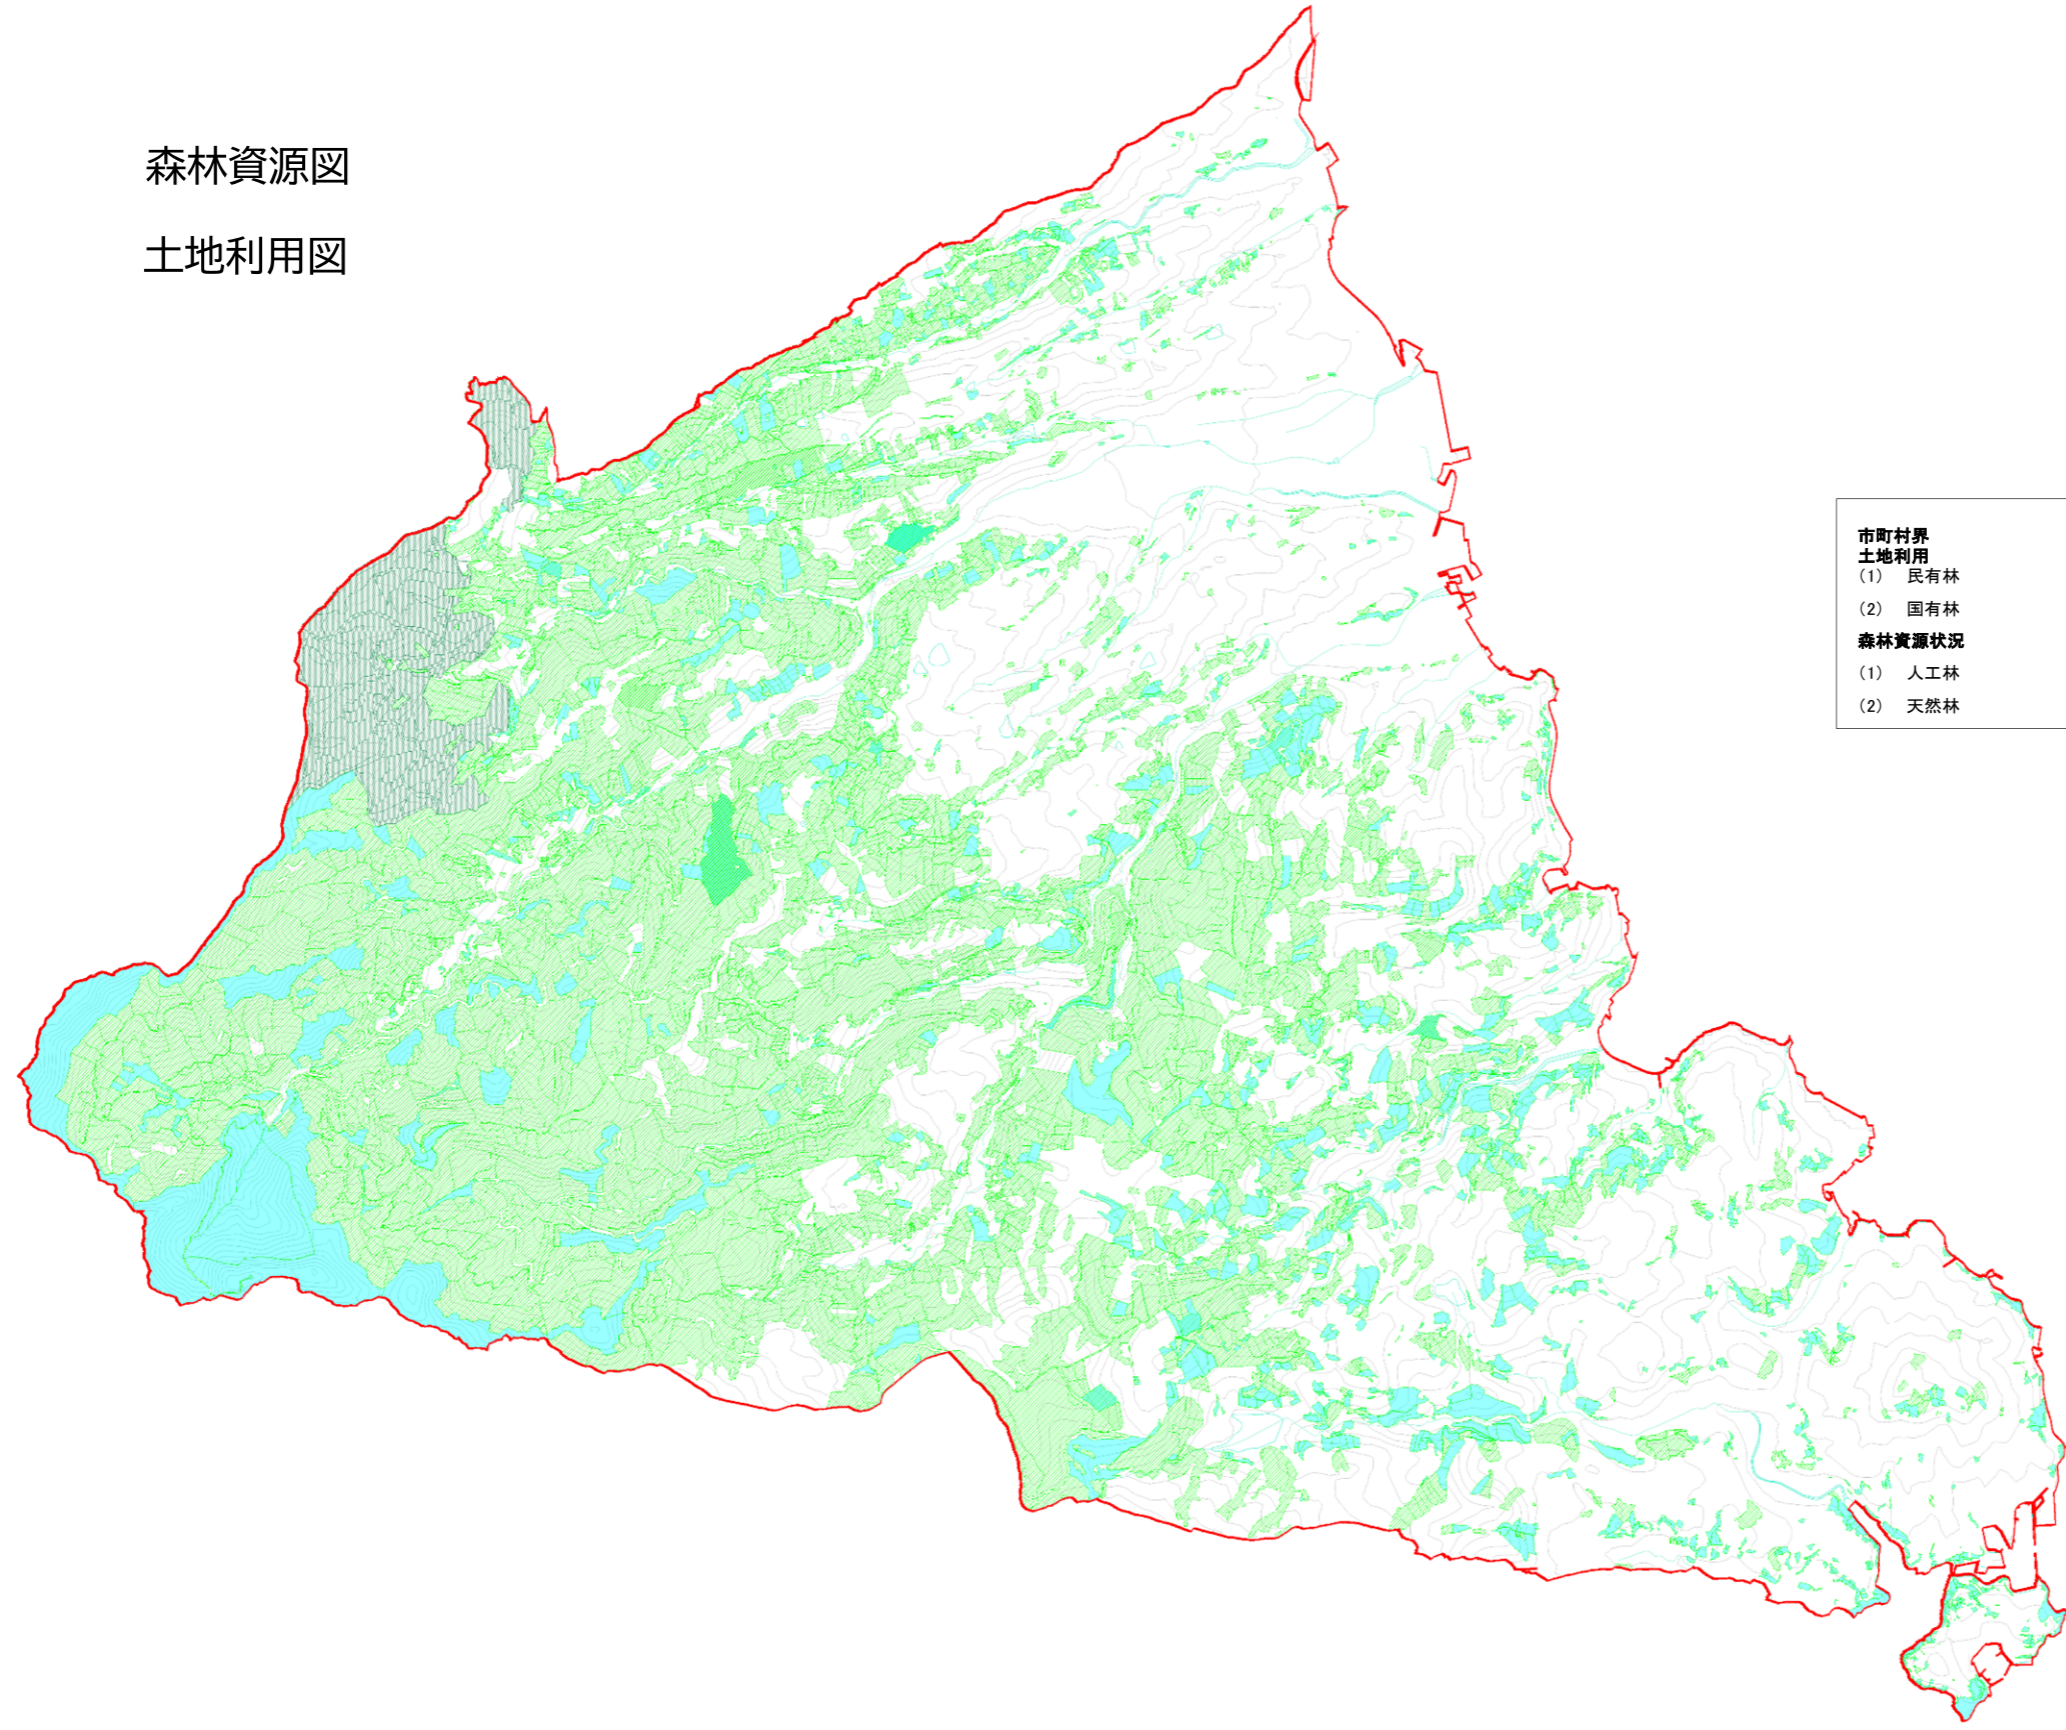 森林資源図
土地利用図
市町村界
土地利用
(1) 民有林
(2) 国有林
森林資源状況
(1) 人工林
(2) 天然林